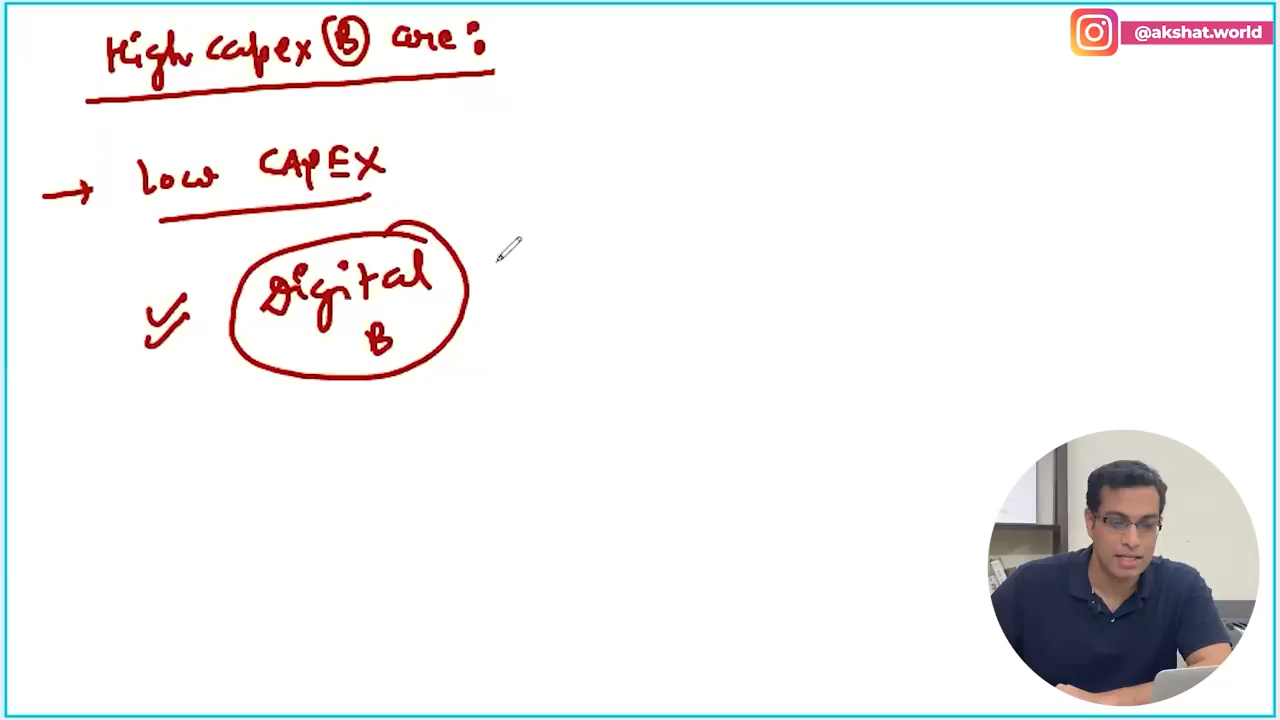 @akshat.world
High Capex B are:
→ Low CAPEX
Digital
B